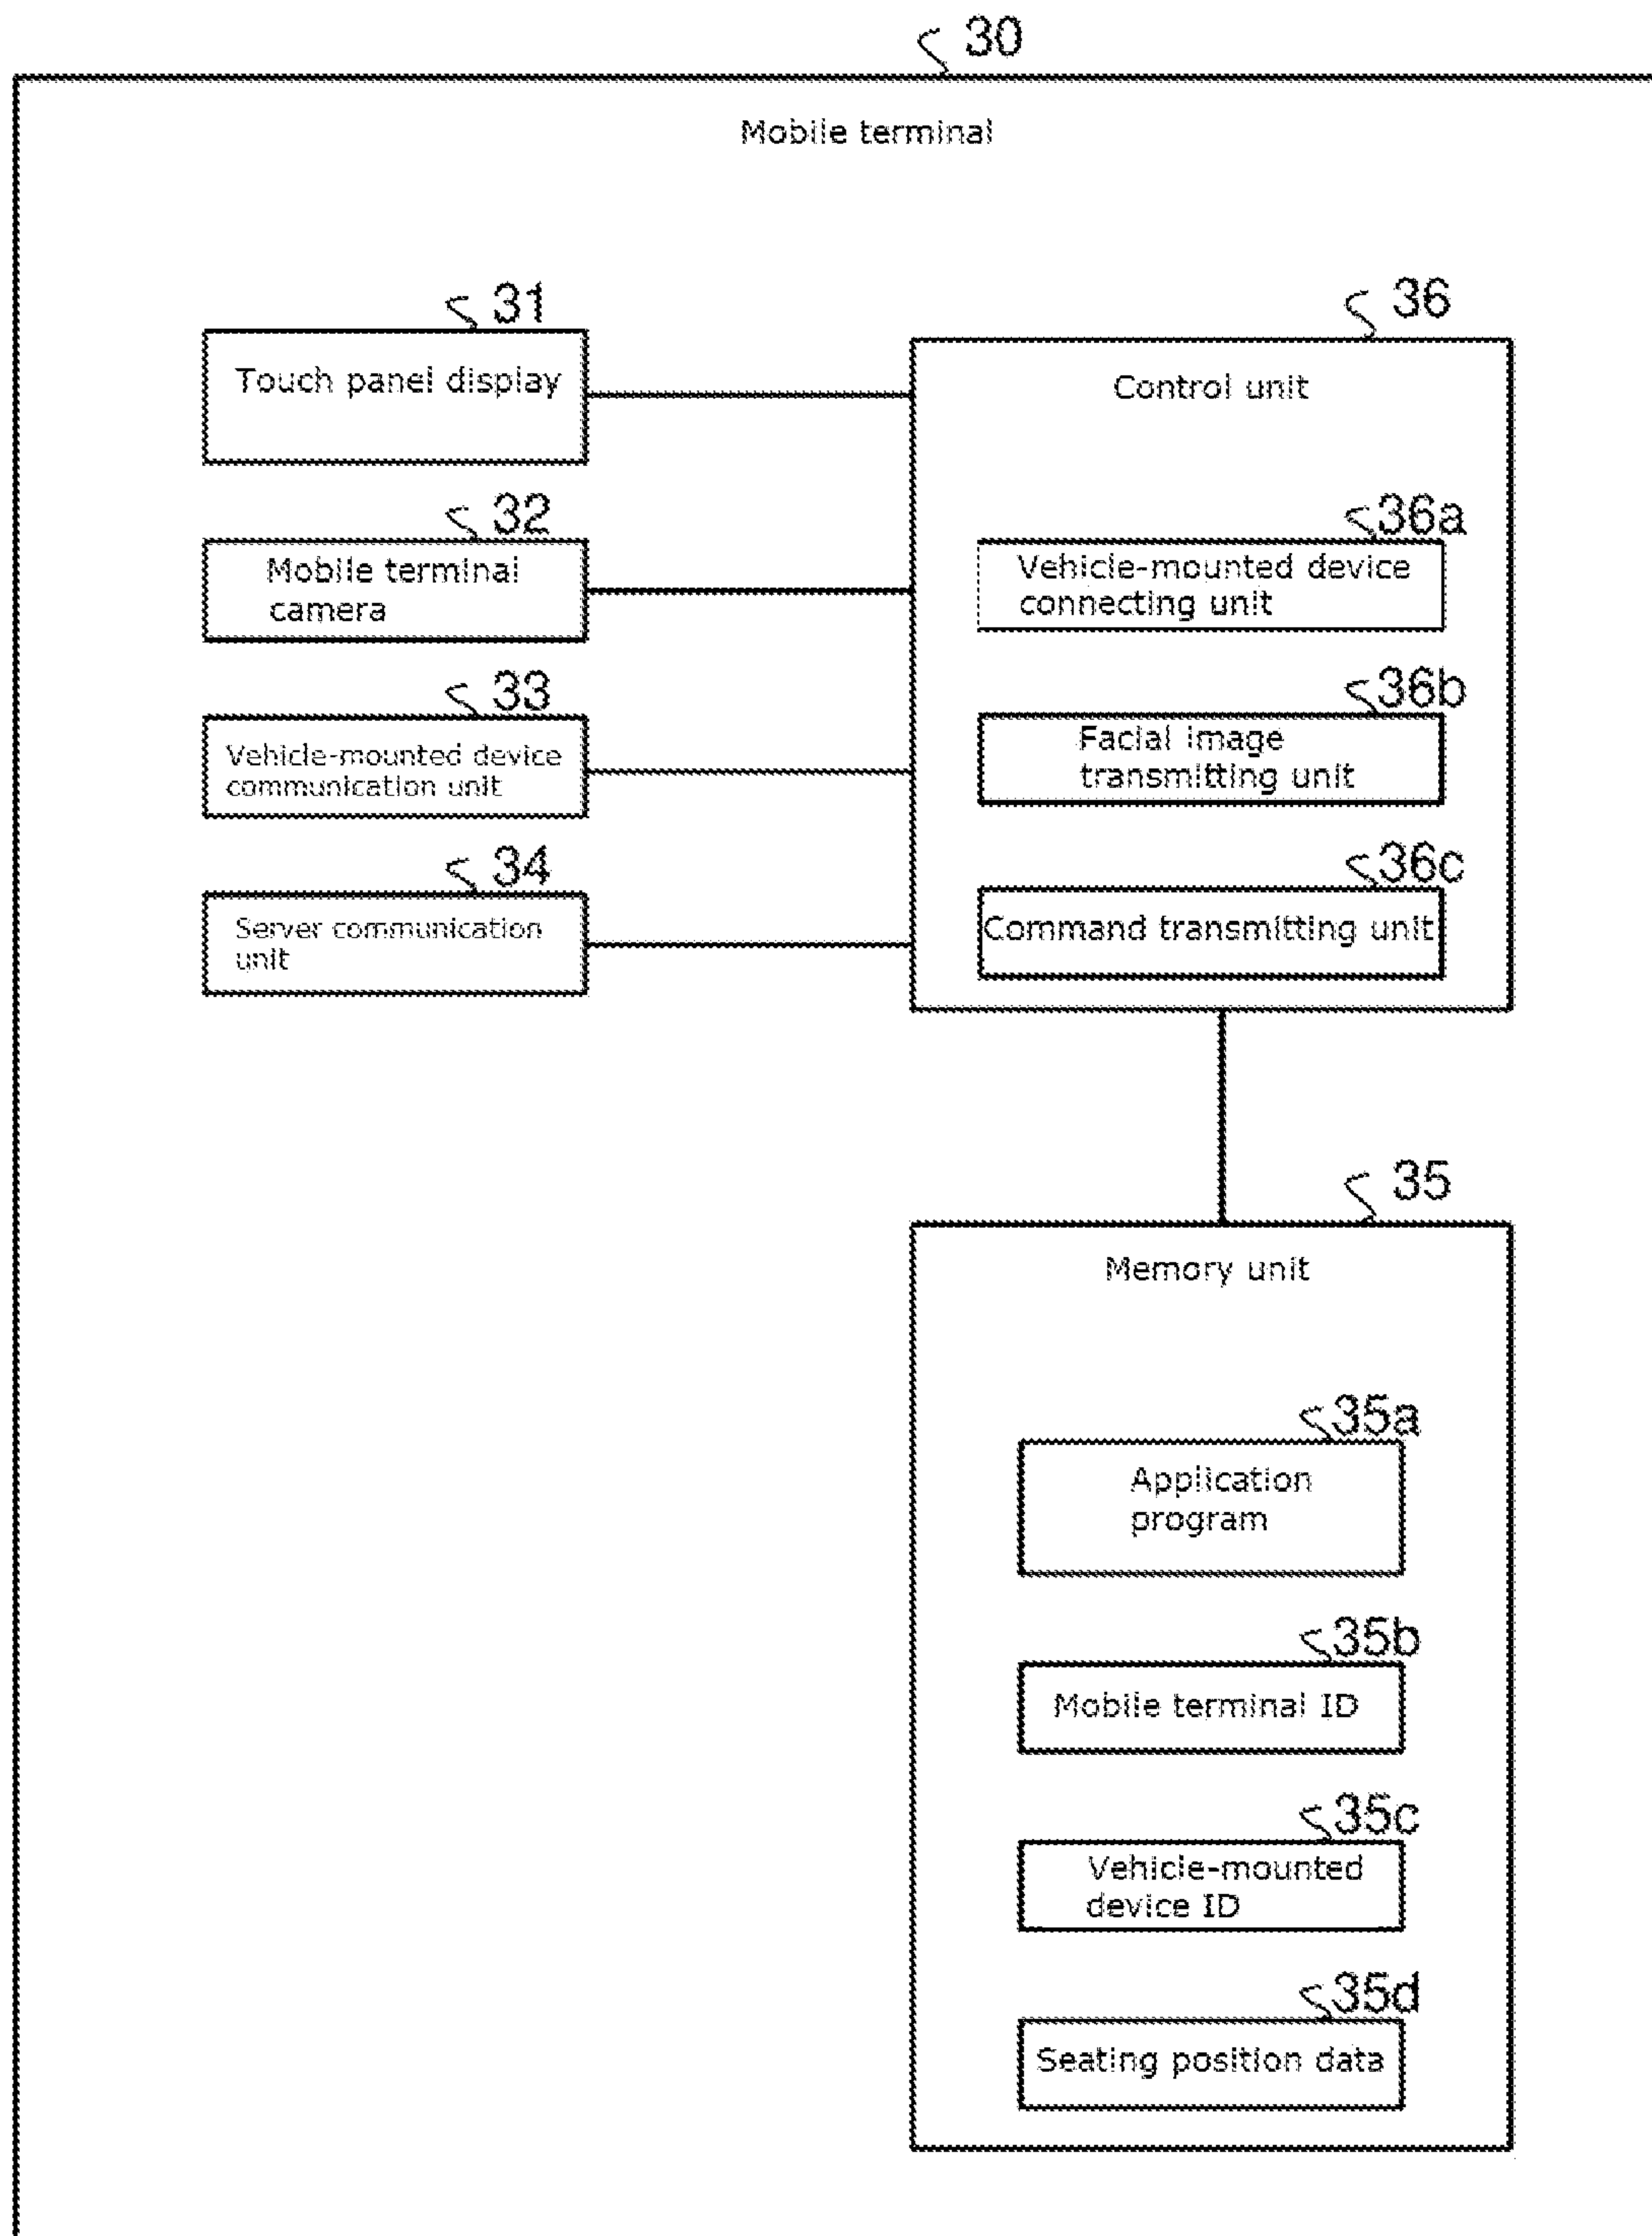 30
Mobile terminal
31
Touch panel display
32
Mobile terminal
camera
33
Vehicle-mounted device
communication unit
34
Server communication
unit
36
Control unit
36a
Vehicle-mounted device
connecting unit
36b
Facial image
transmitting unit
36c
Command transmitting unit
35
Memory unit
35a
Application
program
35b
Mobile terminal ID
35c
Vehicle-mounted
device ID
35d
Seating position data